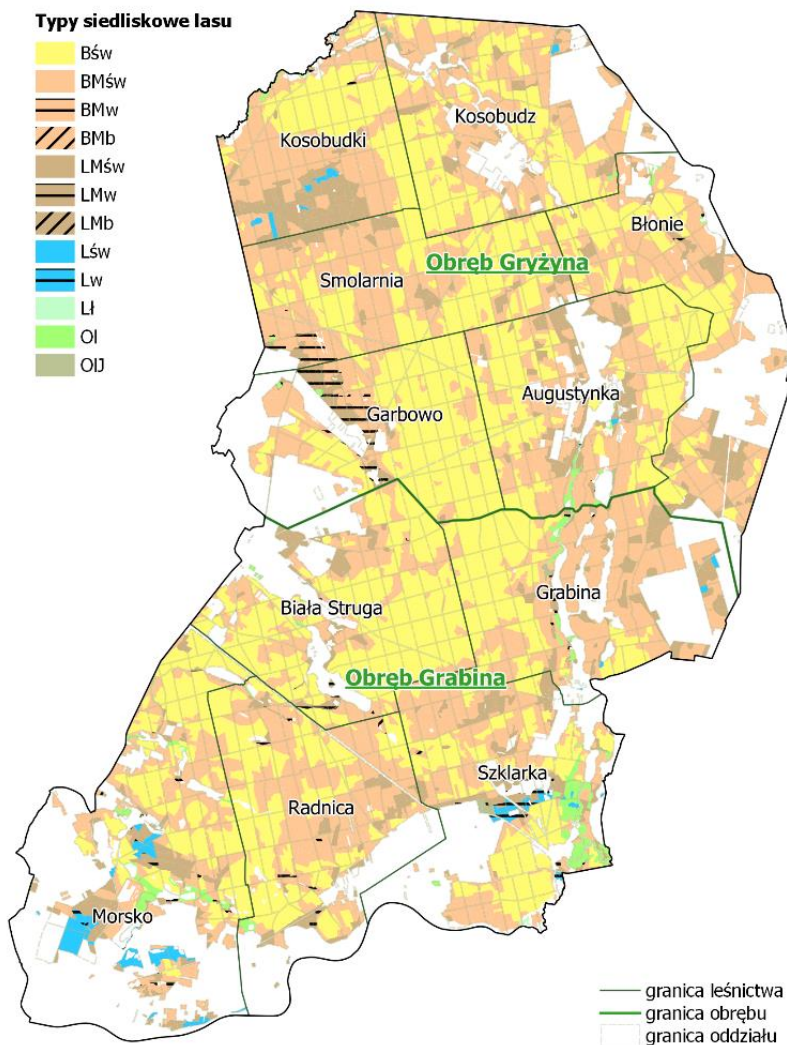 Typy siedliskowe lasu
Bśw
BMśw
BMw
BMb
LMśw
LMw
LMb
Lśw
Lw
Lł
Ol
OlJ
Kosobudki
Kosobudz
Błonie
Obręb Gryżyna
Smolarnia
Augustynka
Garbowo
Grabina
Biała Struga
Obręb Grabina
Szklarka
Radnica
Morsko
granica leśnictwa
granica obrębu
granica oddziału